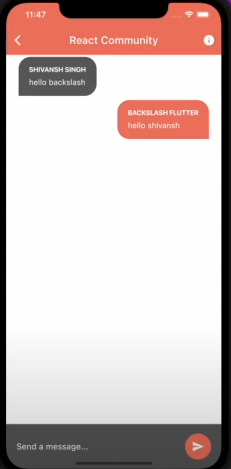 11:47
React Community
SHIVANSH SINGH
hello backslash
BACKSLASH FLUTTER
hello shivansh
Send a message...